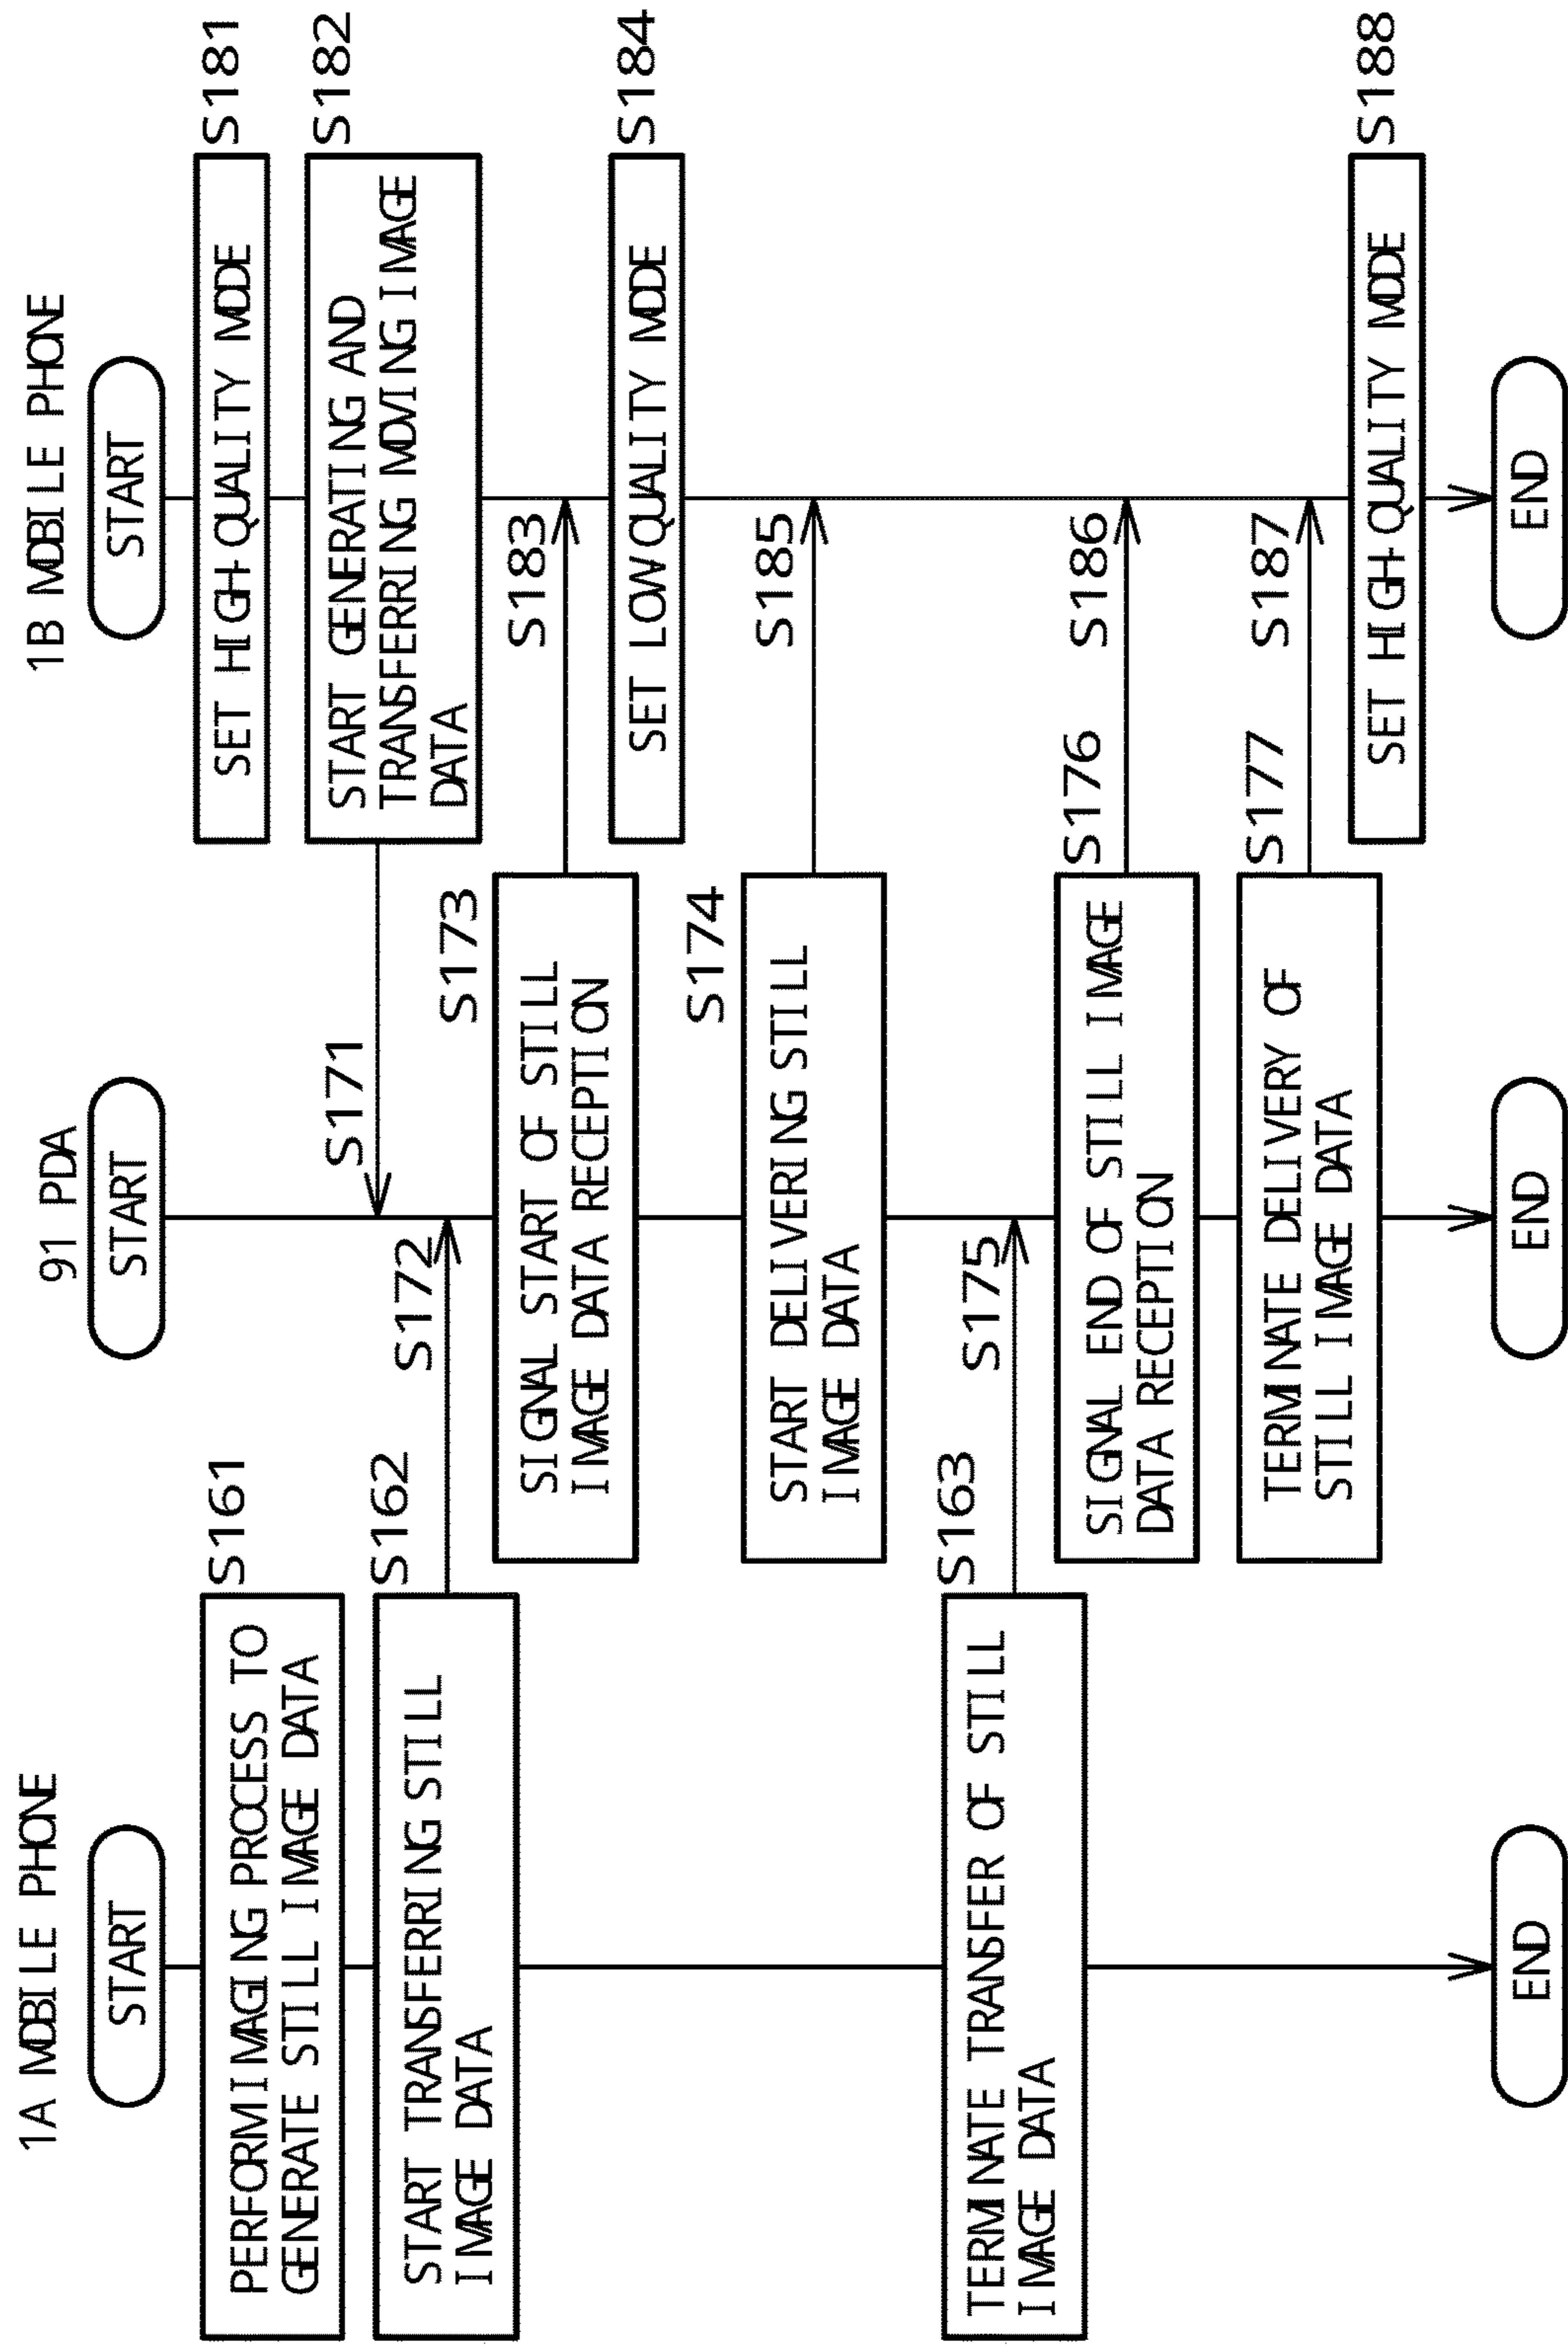 1A MOBILE PHONE
START
PERFORM IMAGING PROCESS TO
GENERATE STILL IMAGE DATA
S161
START TRANSFERRING STILL
IMAGE DATA
S162
TERMINATE TRANSFER OF STILL
IMAGE DATA
S163
END
91 PDA
START
S171
S172
SIGNAL START OF STILL
IMAGE DATA RECEPTION
S173
START DELIVERING STILL
IMAGE DATA
S174
S175
SIGNAL END OF STILL IMAGE
DATA RECEPTION
S176
TERMINATE DELIVERY OF
STILL IMAGE DATA
S177
END
1B MOBILE PHONE
START
SET HIGH-QUALITY MODE
S181
START GENERATING AND
TRANSFERRING MOVING IMAGE
DATA
S182
S183
SET LOW-QUALITY MODE
S184
S185
S186
S187
SET HIGH-QUALITY MODE
S188
END